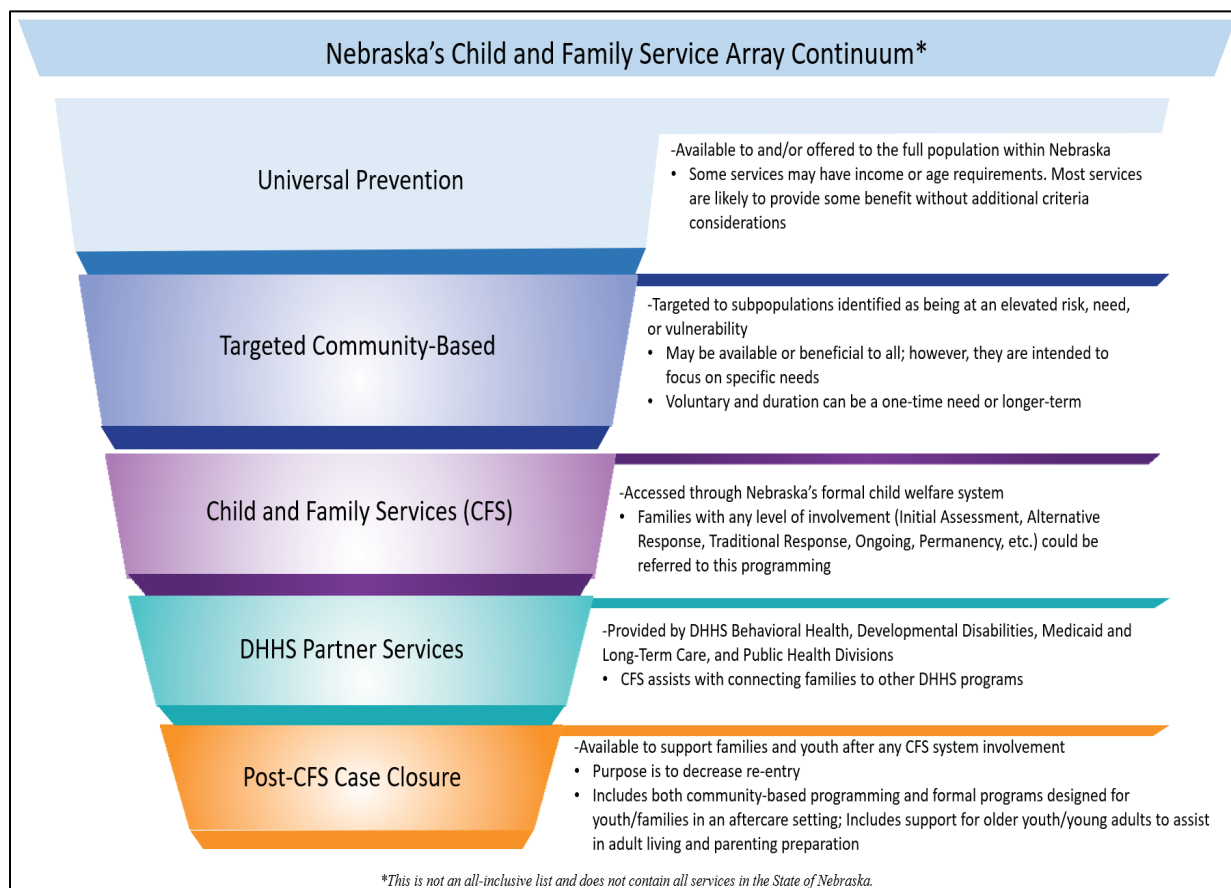 Nebraska's Child and Family Service Array Continuum*
Universal Prevention
-Available to and/or offered to the full population within Nebraska
• Some services may have income or age requirements. Most services
are likely to provide some benefit without additional criteria
considerations
Targeted Community-Based
-Targeted to subpopulations identified as being at an elevated risk, need,
or vulnerability
• May be available or beneficial to all; however, they are intended to
focus on specific needs
• Voluntary and duration can be a one-time need or longer-term
Child and Family Services (CFS)
-Accessed through Nebraska's formal child welfare system
• Families with any level of involvement (Initial Assessment, Alternative
Response, Traditional Response, Ongoing, Permanency, etc.) could be
referred to this programming
DHHS Partner Services
-Provided by DHHS Behavioral Health, Developmental Disabilities, Medicaid and
Long-Term Care, and Public Health Divisions
• CFS assists with connecting families to other DHHS programs
Post-CFS Case Closure
-Available to support families and youth after any CFS system involvement
• Purpose is to decrease re-entry
• Includes both community-based programming and formal programs designed for
youth/families in an aftercare setting; Includes support for older youth/young adults to assist
in adult living and parenting preparation
*This is not an all-inclusive list and does not contain all services in the State of Nebraska.